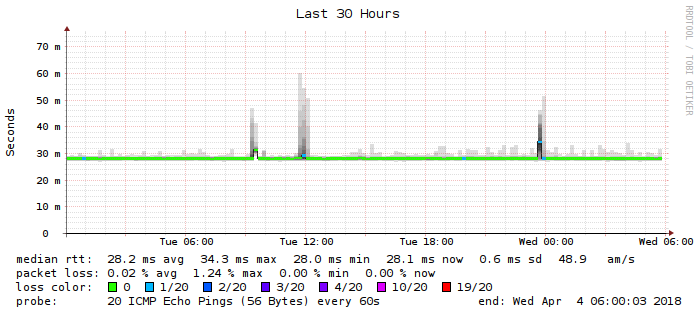 Last 30 Hours
RRDTOOL / TOBI OETIKER
Seconds
70 m
60 m
50 m
40 m
30 m
20 m
10 m
0
Tue 06:00 Tue 12:00 Tue 18:00 Wed 00:00 Wed 06:00
median rtt: 28.2 ms avg 34.3 ms max 28.0 ms min 28.1 ms now 0.6 ms sd 48.9 am/s
packet loss: 0.02 % avg 1.24 % max 0.00 % min 0.00 % now
loss color: 0 1/20 2/20 3/20 4/20 10/20 19/20
probe: 20 ICMP Echo Pings (56 Bytes) every 60s end: Wed Apr 4 06:00:03 2018